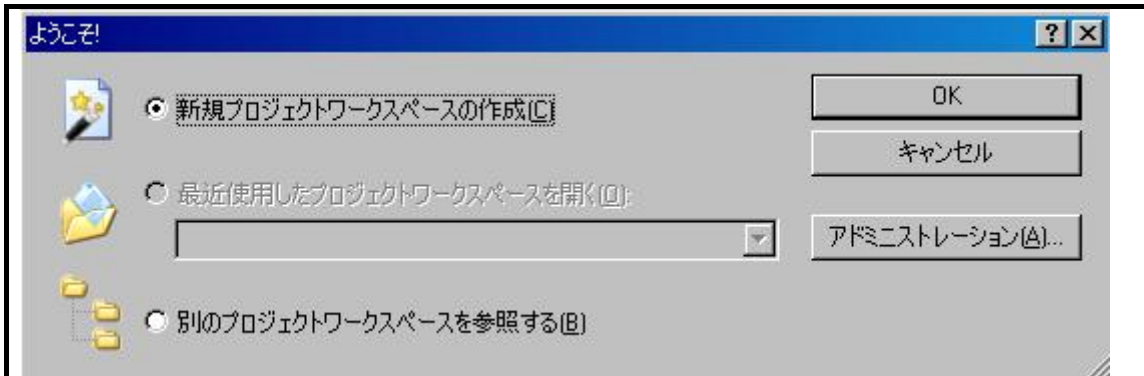 ようこそ!
新規プロジェクトワークスペースの作成(C)
OK
キャンセル
最近使用したプロジェクトワークスペースを開く(O):
アドミニストレーション(A)...
別のプロジェクトワークスペースを参照する(B)